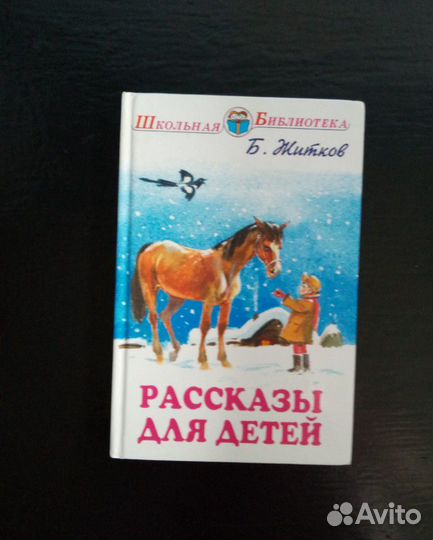 Школьная Библиотека
Б. Житков
РАССКАЗЫ
ДЛЯ ДЕТЕЙ
Avito